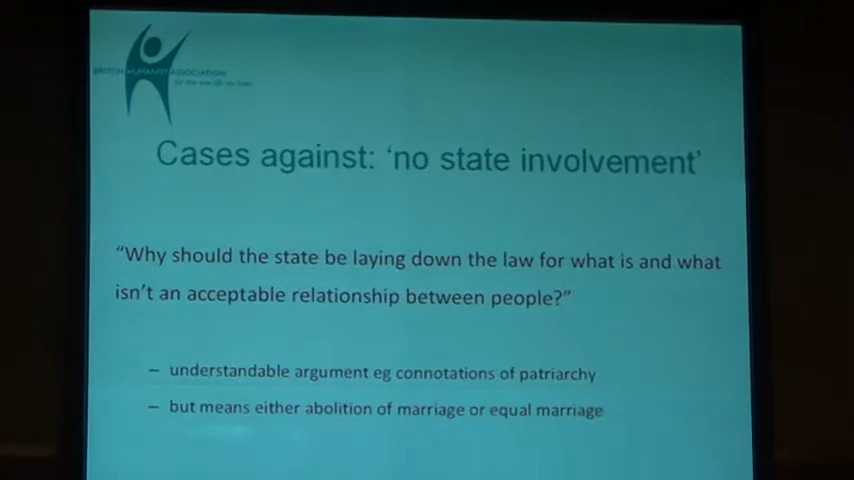 BRITISH HUMANIST ASSOCIATION
Cases against: ‘no state involvement’
“Why should the state be laying down the law for what is and what
isn’t an acceptable relationship between people?”
– understandable argument eg connotations of patriarchy
– but means either abolition of marriage or equal marriage